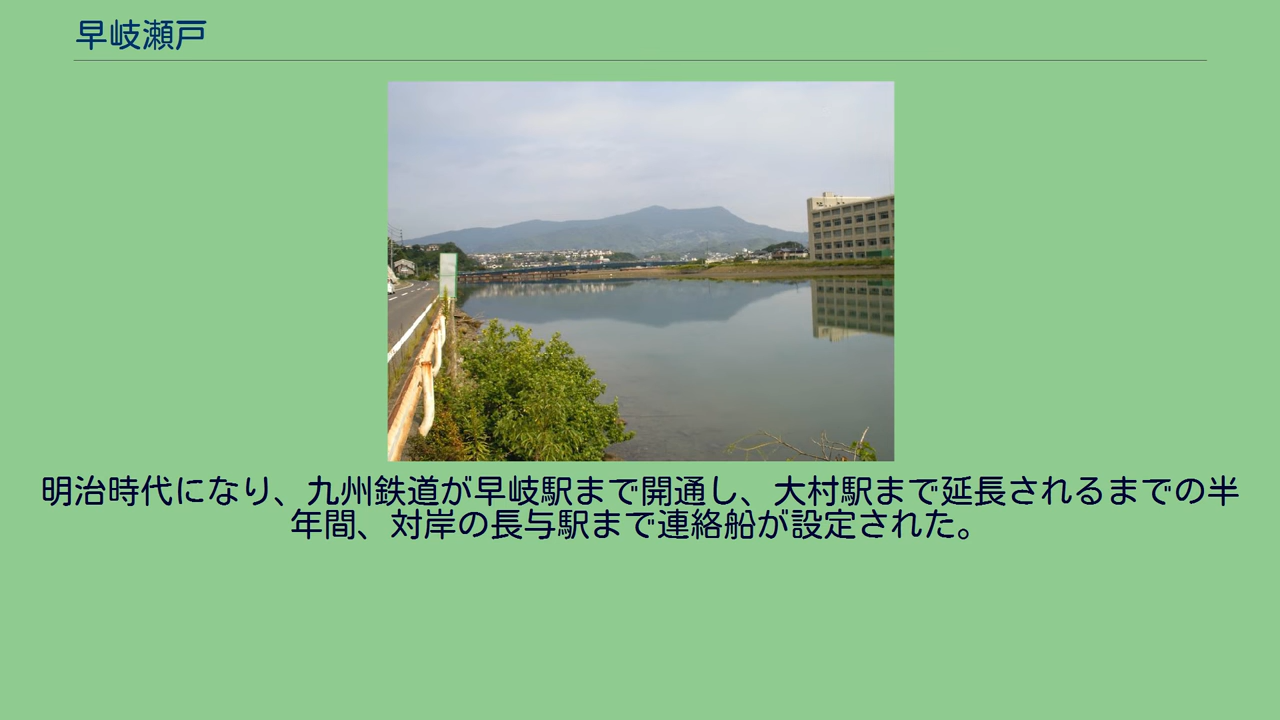 早岐瀬戸
明治時代になり、九州鉄道が早岐駅まで開通し、大村駅まで延長されるまでの半
年間、対岸の長与駅まで連絡船が設定された。